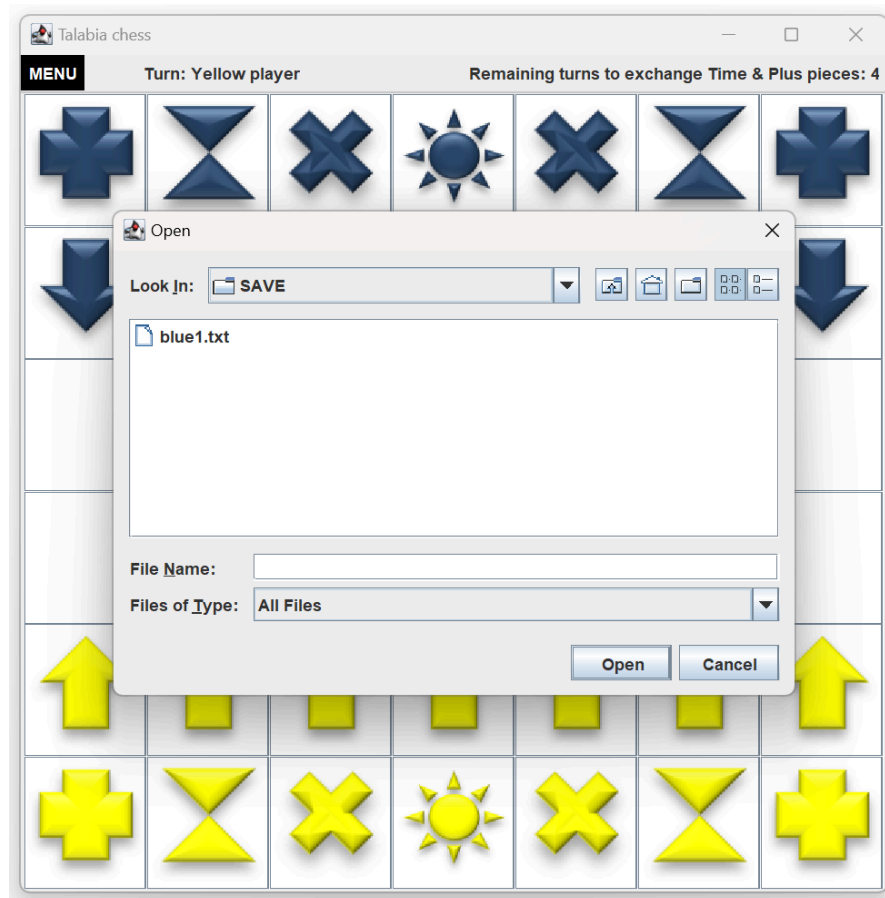 Talabia chess
MENU Turn: Yellow player Remaining turns to exchange Time & Plus pieces: 4
Open
Look In: SAVE
blue1.txt
File Name:
Files of Type: All Files
Open Cancel